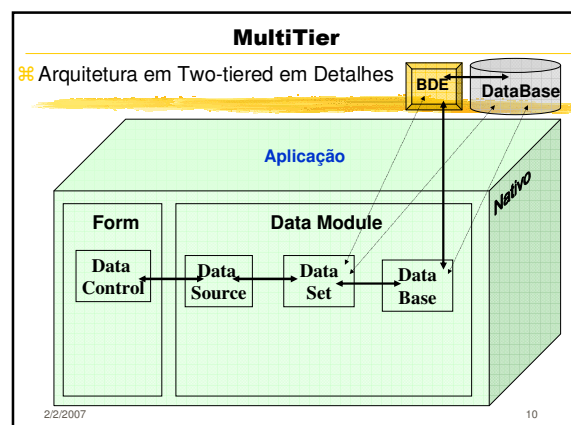 MultiTier
Arquitetura em Two-tiered em Detalhes
BDE
DataBase
Aplicação
Nativo
Form
Data Module
Data
Control
Data
Source
Data
Set
Data
Base
2/2/2007
10